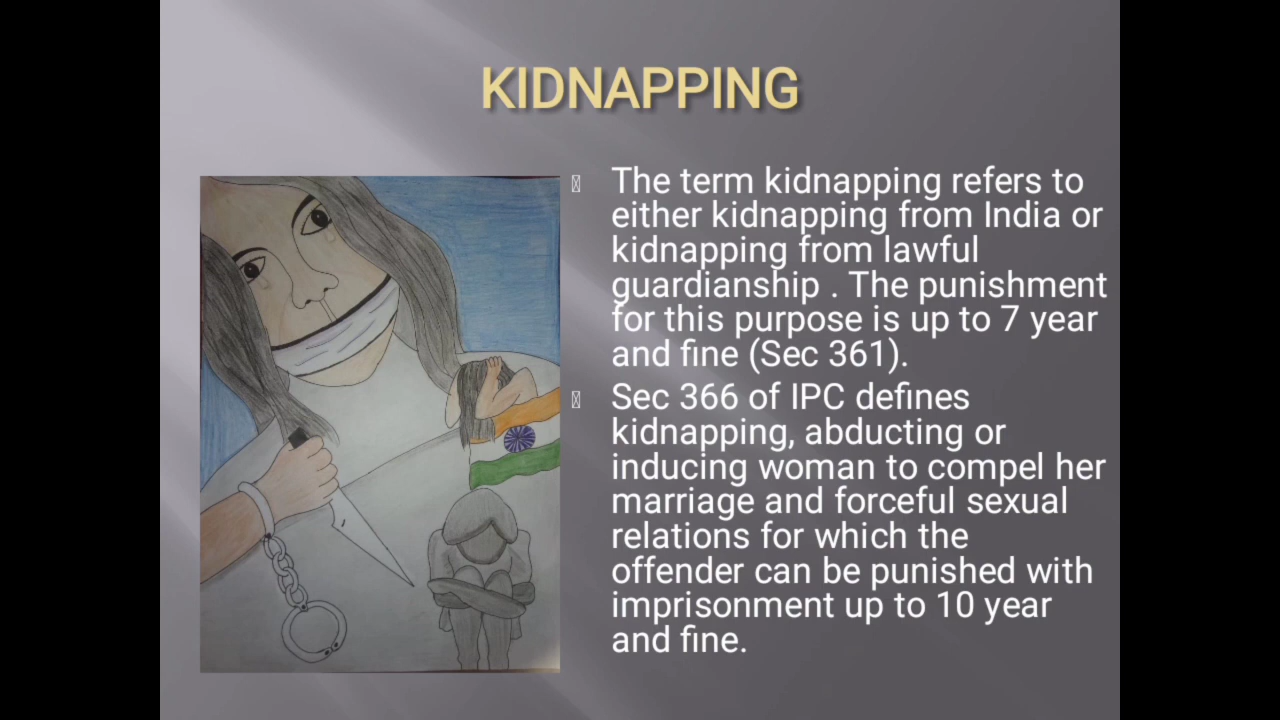 KIDNAPPING
The term kidnapping refers to
either kidnapping from India or
kidnapping from lawful
guardianship . The punishment
for this purpose is up to 7 year
and fine (Sec 361).
Sec 366 of IPC defines
kidnapping, abducting or
inducing woman to compel her
marriage and forceful sexual
relations for which the
offender can be punished with
imprisonment up to 10 year
and fine.